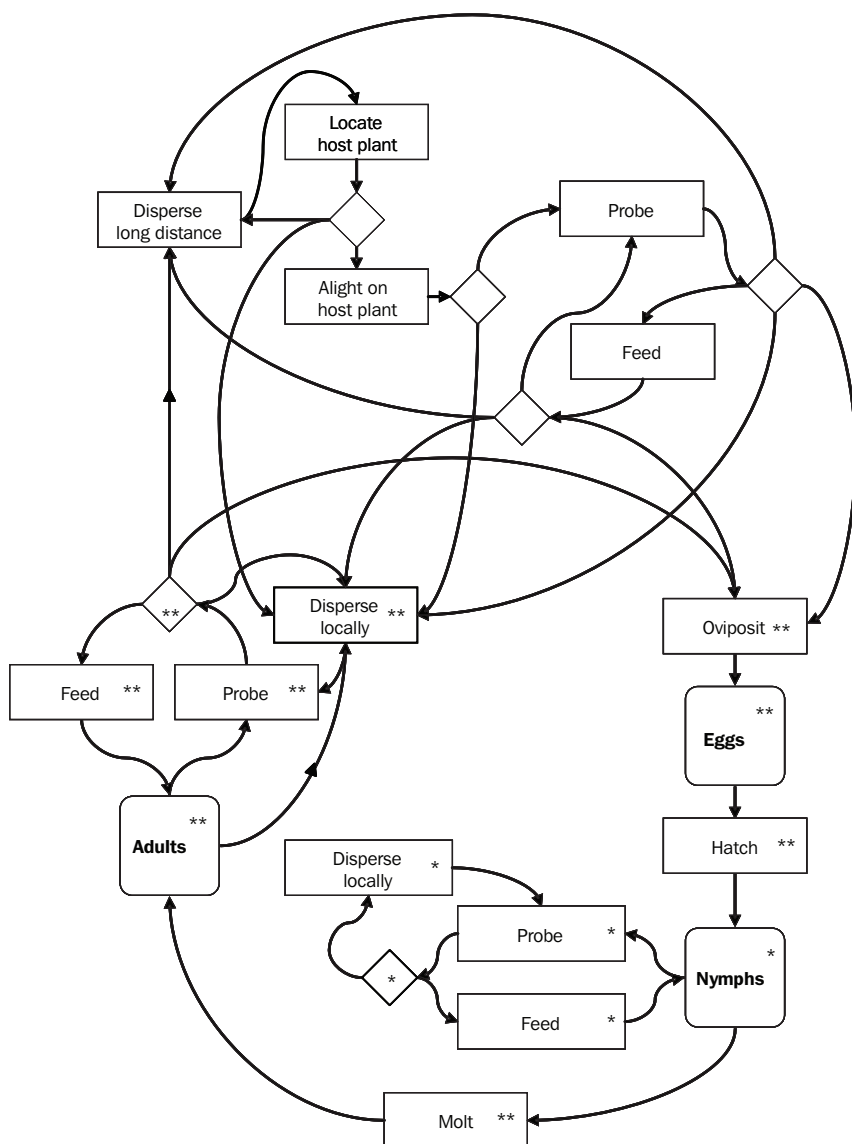 Locate
host plant
Disperse
long distance
Probe
Alight on
host plant
Feed
**
Disperse
locally **
Oviposit **
Feed **
Probe **
Eggs **
Adults **
Hatch **
Disperse
locally *
Probe *
Nymphs *
*
Feed *
Molt **